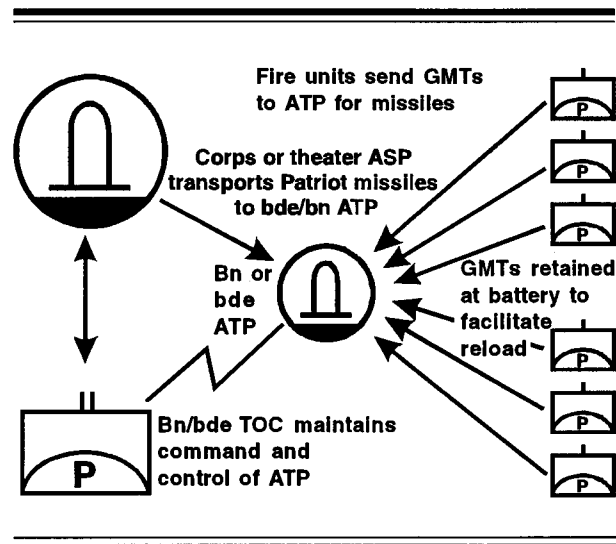 Fire units send GMTs
to ATP for missiles
P
P
P
Corps or theater ASP
transports Patriot missiles
to bde/bn ATP
Bn or
bde
ATP
GMTs retained
at battery to
facilitate
reload
P
P
P
P
Bn/bde TOC maintains
command and
control of ATP